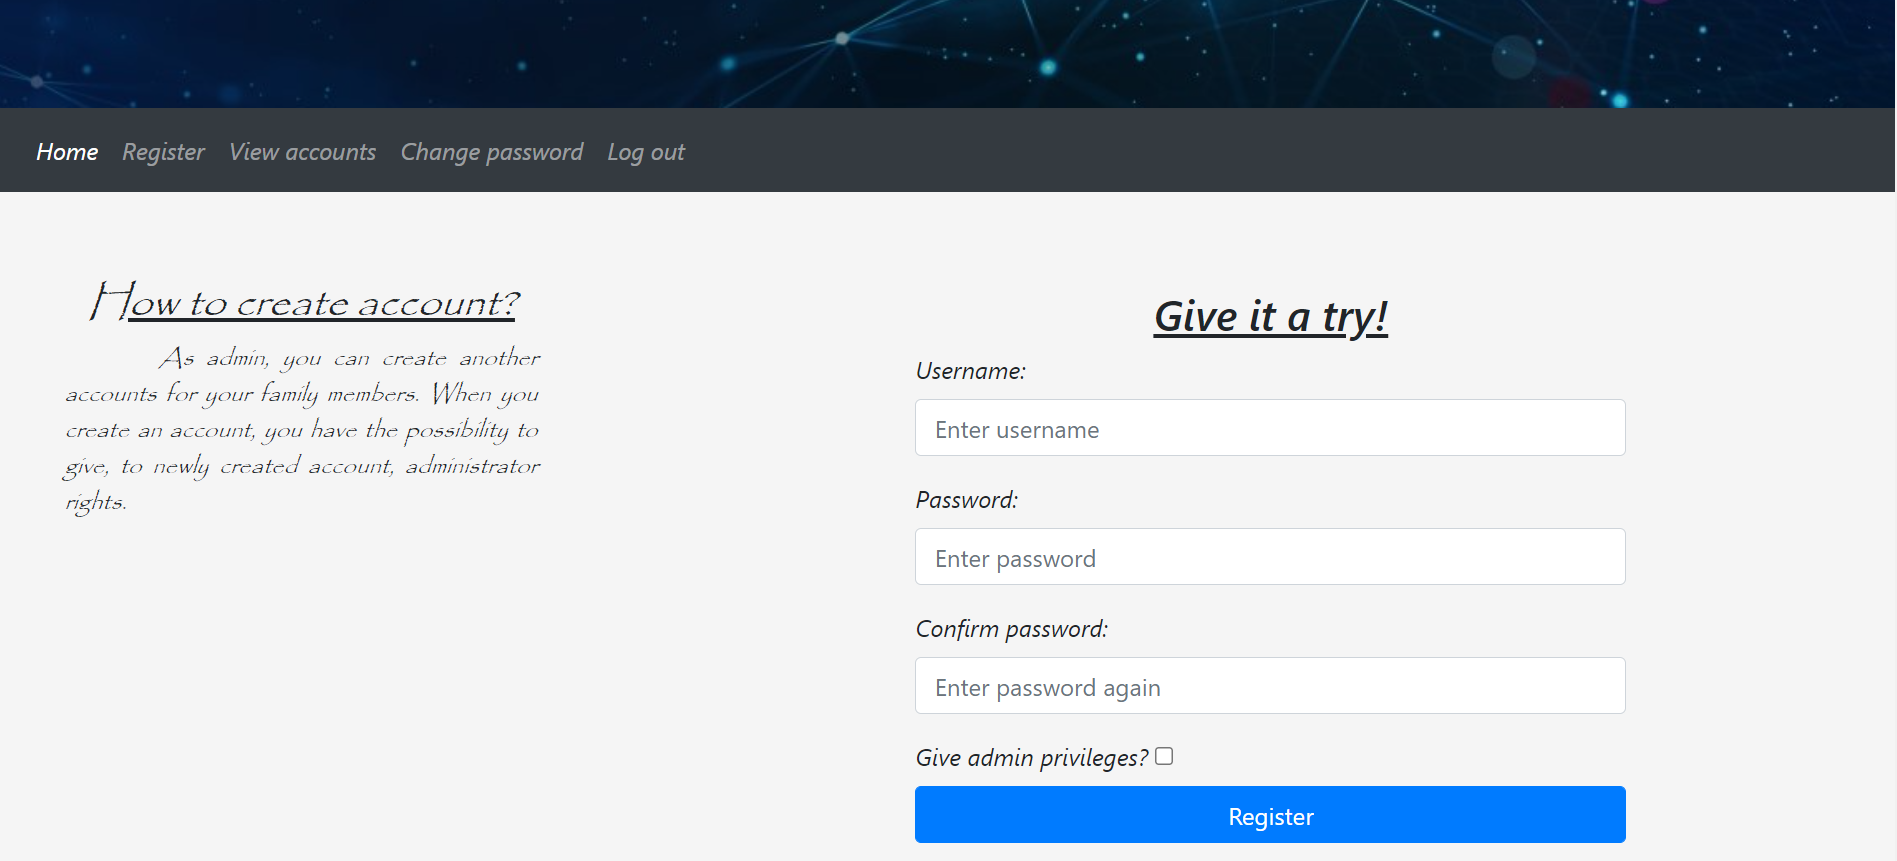 Home Register View accounts Change password Log out
How to create account?
As admin, you can create another
accounts for your family members. When you
create an account, you have the possibility to
give, to newly created account, administrator
rights.
Give it a try!
Username:
Enter username
Password:
Enter password
Confirm password:
Enter password again
Give admin privileges?
Register